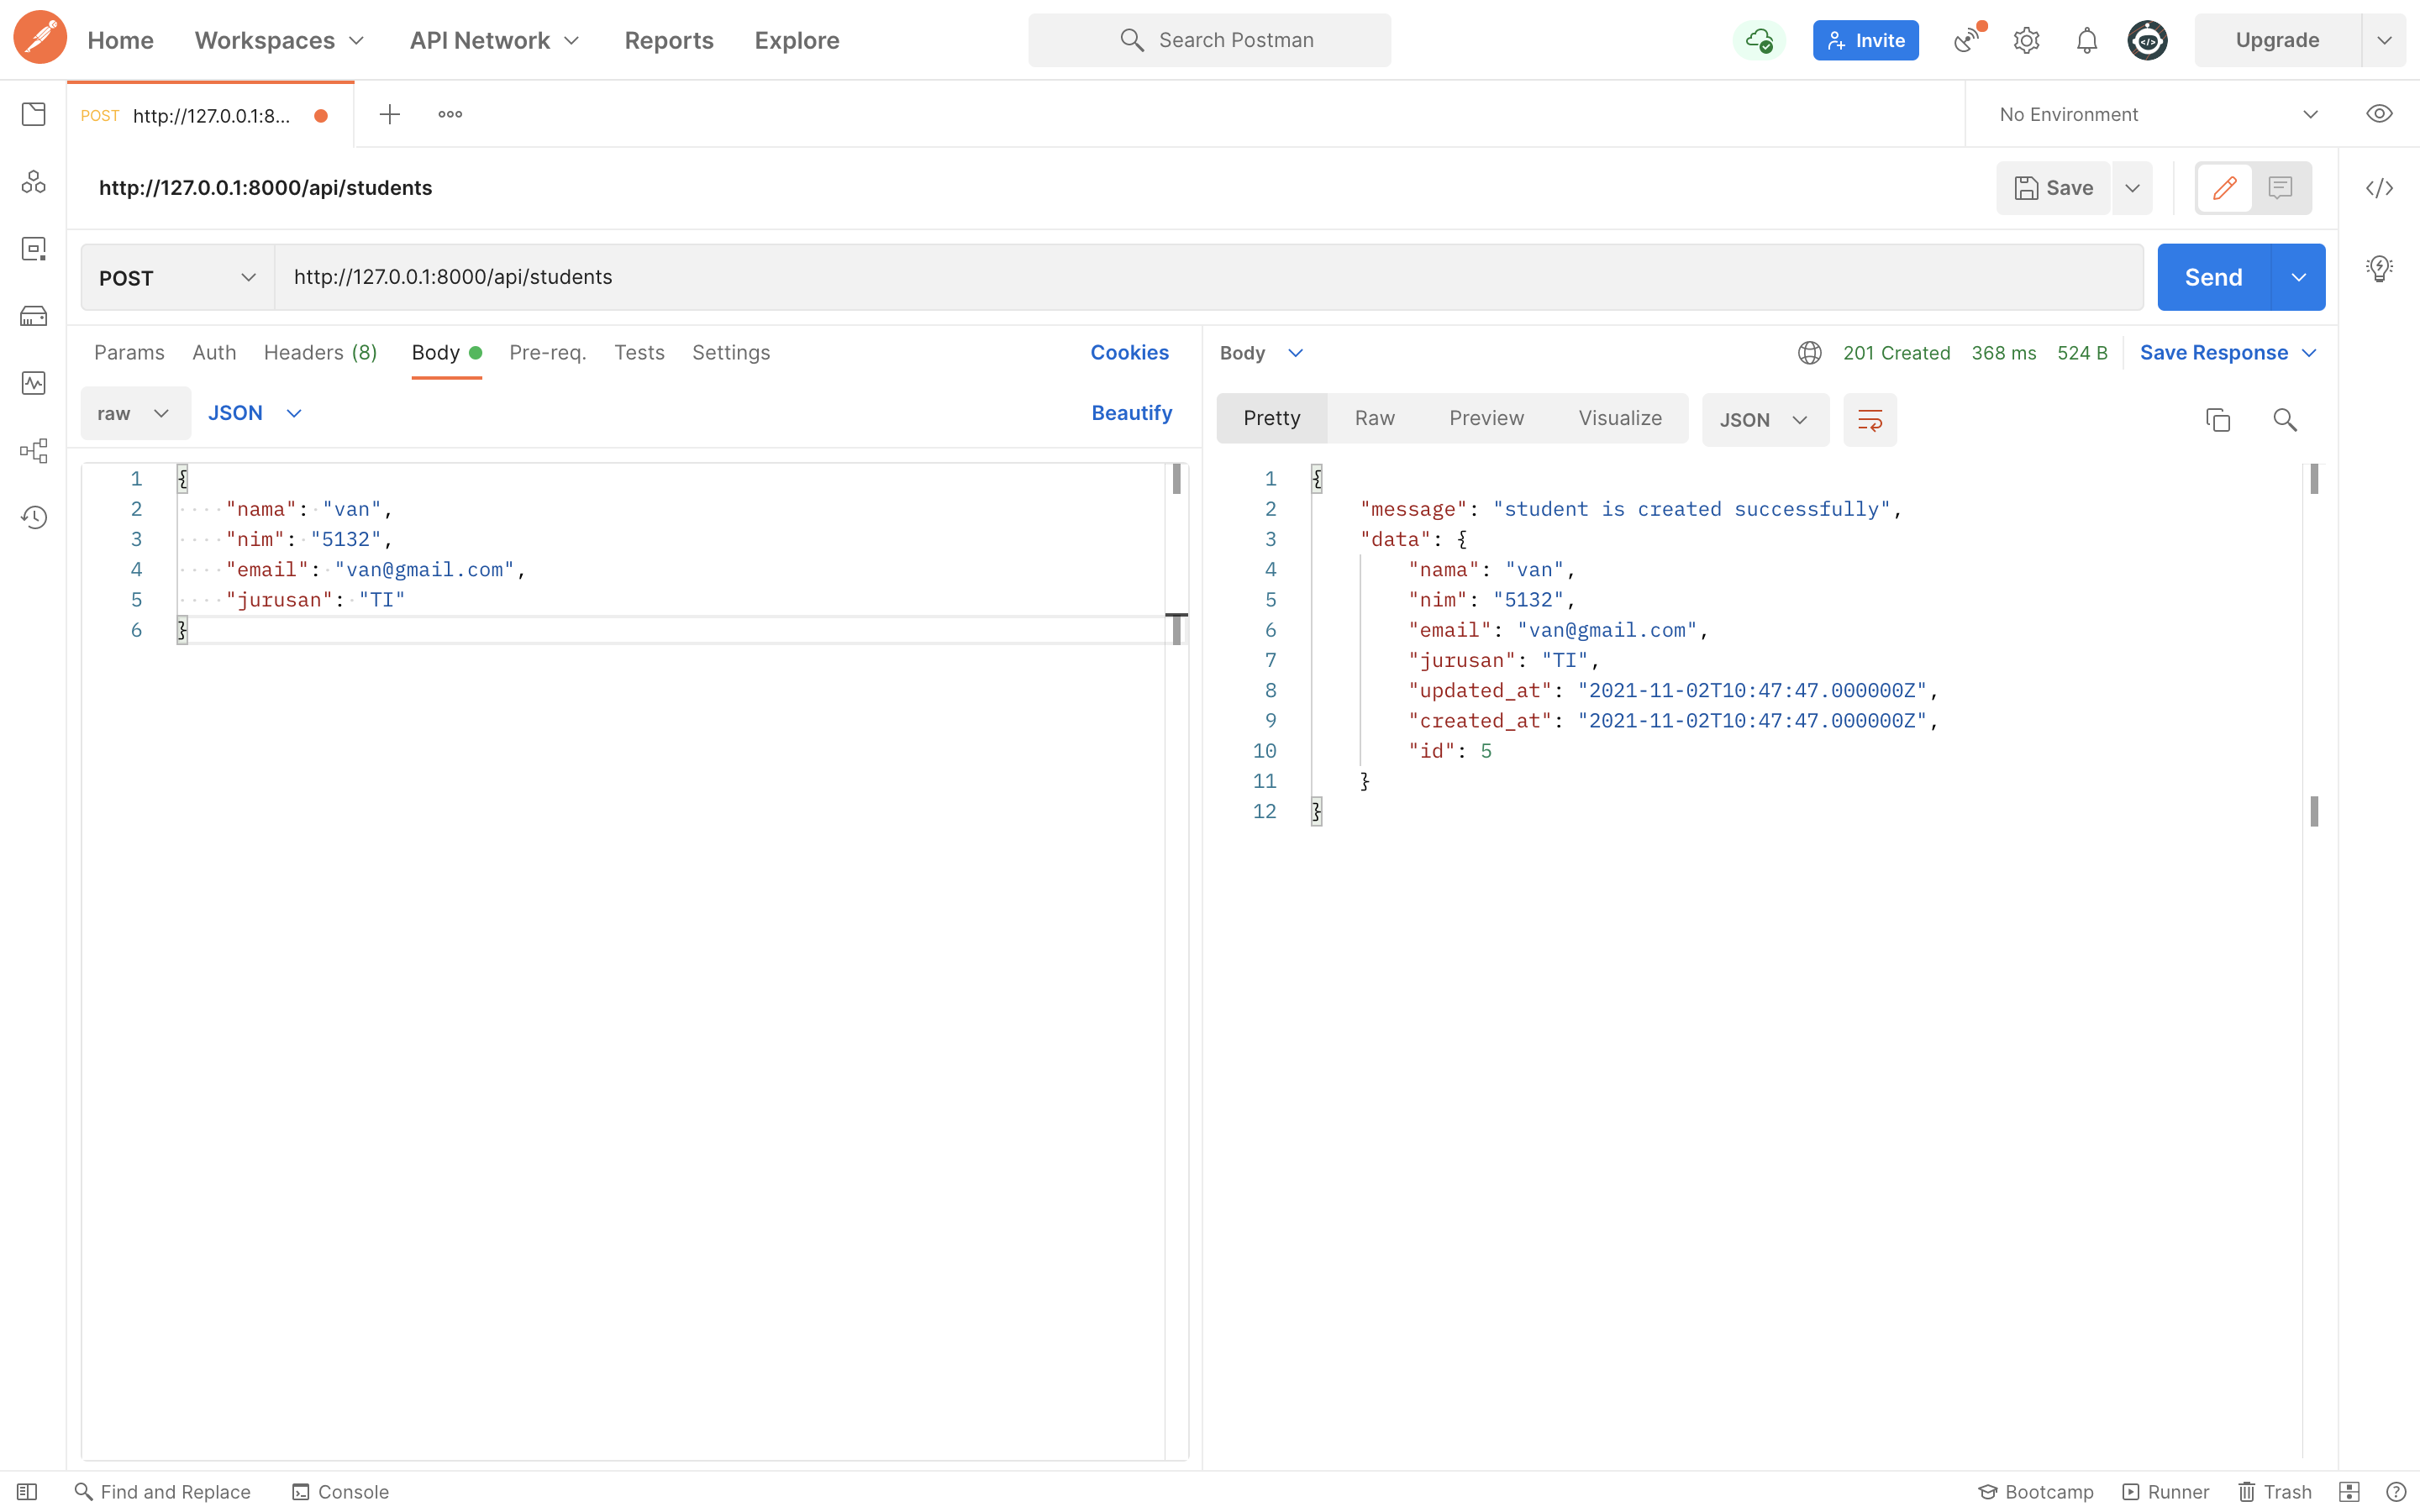 Home Workspaces API Network Reports Explore Search Postman Invite Upgrade
POST http://127.0.0.1:8... No Environment
http://127.0.0.1:8000/api/students Save
POST http://127.0.0.1:8000/api/students Send
Params Auth Headers (8) Body Pre-req. Tests Settings Cookies
raw JSON Beautify
1 {
2 "nama": "van",
3 "nim": "5132",
4 "email": "van@gmail.com",
5 "jurusan": "TI"
6 }
Body 201 Created 368 ms 524 B Save Response
Pretty Raw Preview Visualize JSON
1 {
2 "message": "student is created successfully",
3 "data": {
4 "nama": "van",
5 "nim": "5132",
6 "email": "van@gmail.com",
7 "jurusan": "TI",
8 "updated_at": "2021-11-02T10:47:47.000000Z",
9 "created_at": "2021-11-02T10:47:47.000000Z",
10 "id": 5
11 }
12 }
Find and Replace Console Bootcamp Runner Trash